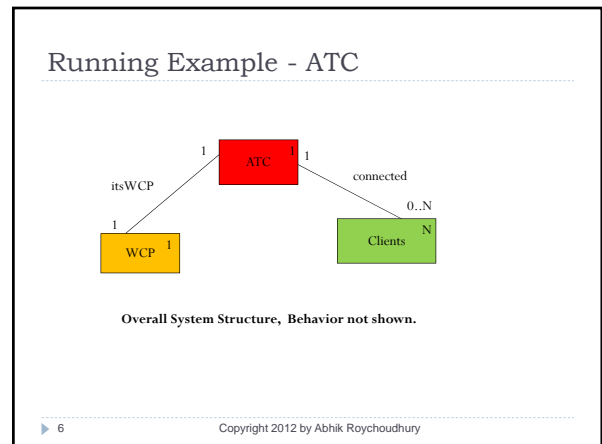 Running Example - ATC
1
ATC
1
1
itsWCP
connected
1
0..N
WCP
1
Clients
N
Overall System Structure, Behavior not shown.
6
Copyright 2012 by Abhik Roychoudhury